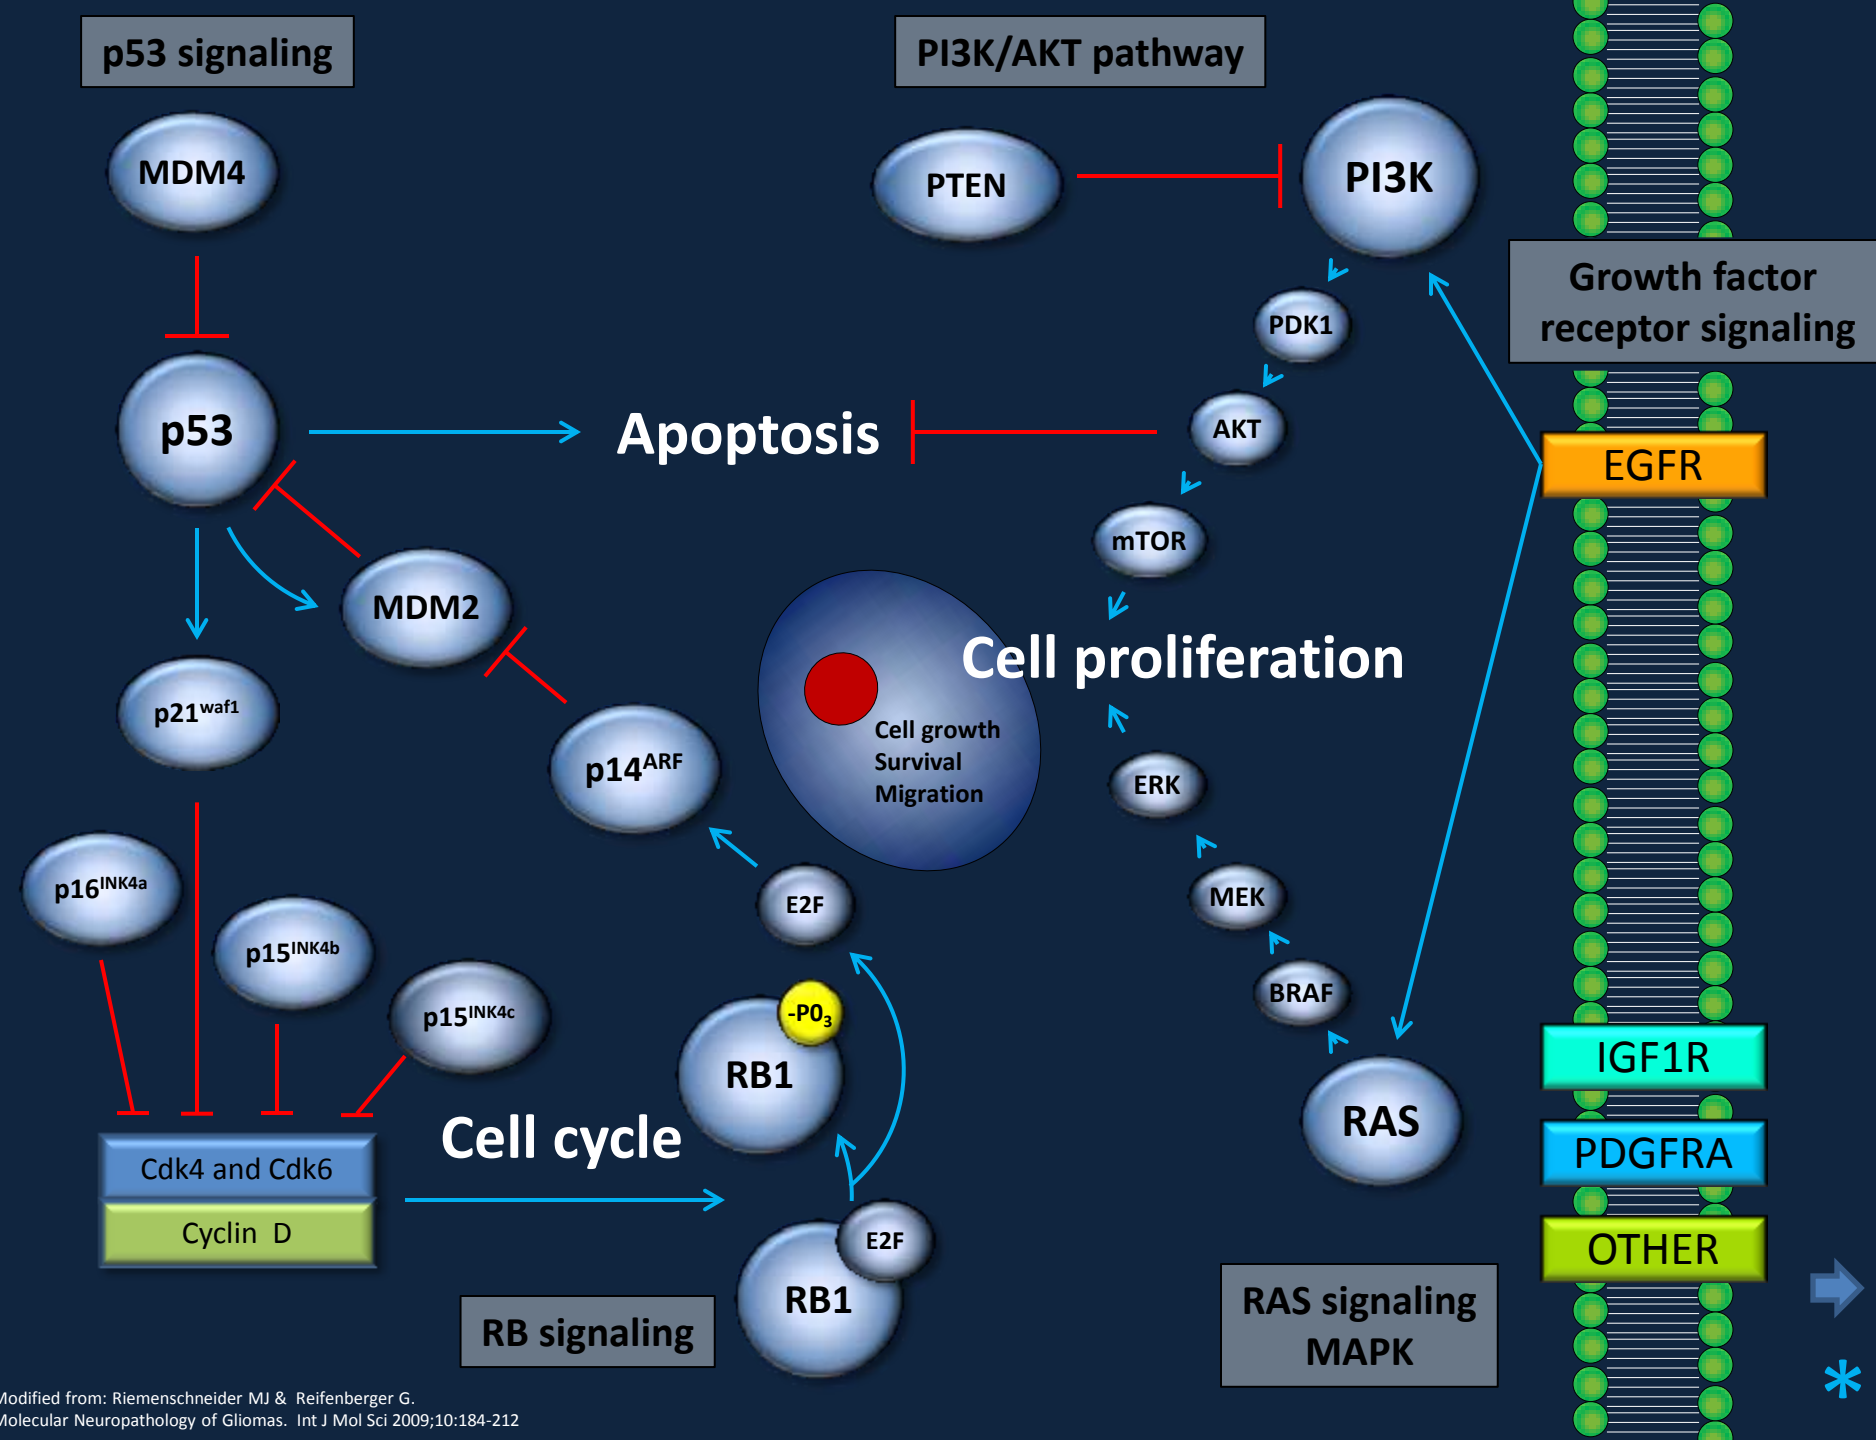 p53 signaling
PI3K/AKT pathway
MDM4
PTEN
PI3K
Growth factor
receptor signaling
PDK1
p53
Apoptosis
AKT
EGFR
mTOR
MDM2
Cell proliferation
p21waf1
Cell growth
Survival
Migration
p14ARF
ERK
p16INK4a
E2F
MEK
p15INK4b
p15INK4c
-P03
BRAF
RB1
IGF1R
Cell cycle
RAS
PDGFRA
Cdk4 and Cdk6
Cyclin D
E2F
OTHER
RB1
RB signaling
RAS signaling
MAPK
*
Modified from: Riemenschneider MJ & Reifenberger G.
Molecular Neuropathology of Gliomas. Int J Mol Sci 2009;10:184-212